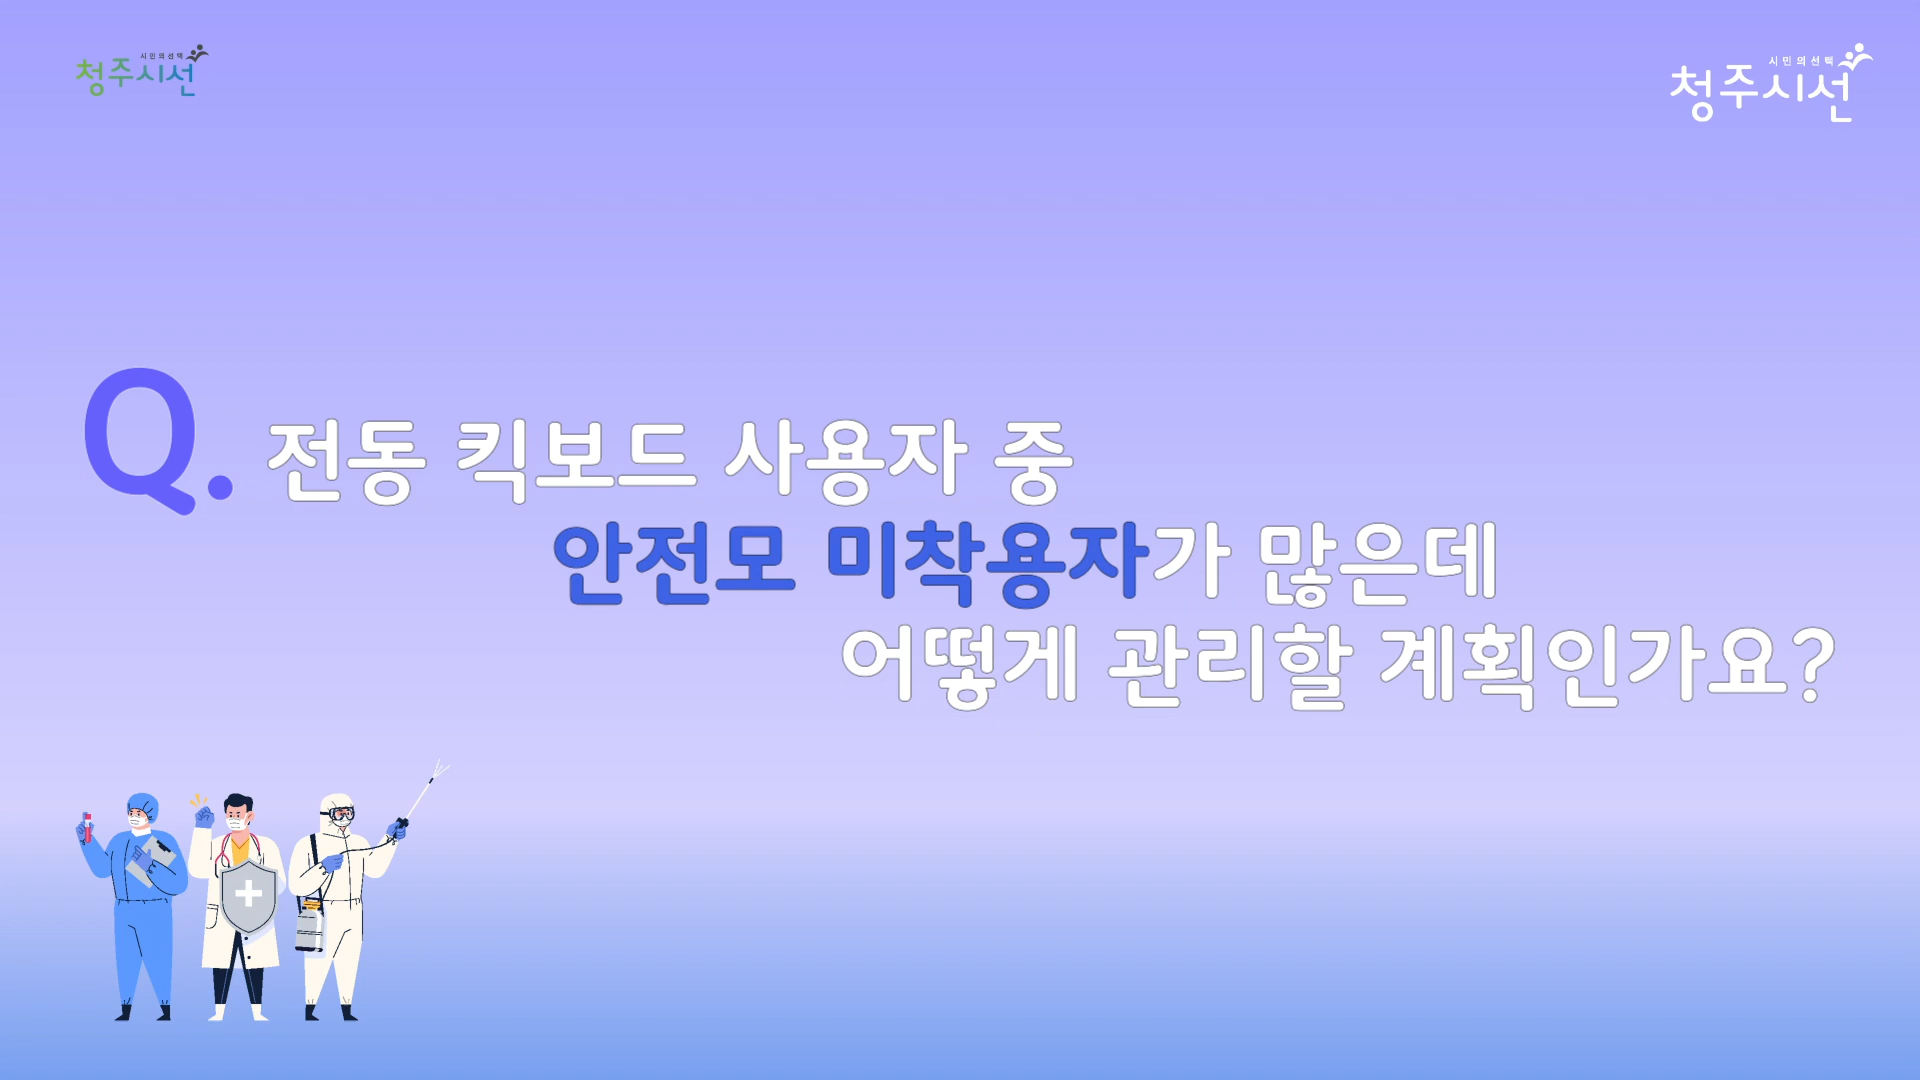 시민의선택
청주시선
시민의선택
청주시선
Q. 전동 킥보드 사용자 중
안전모 미착용자가 많은데
어떻게 관리할 계획인가요?